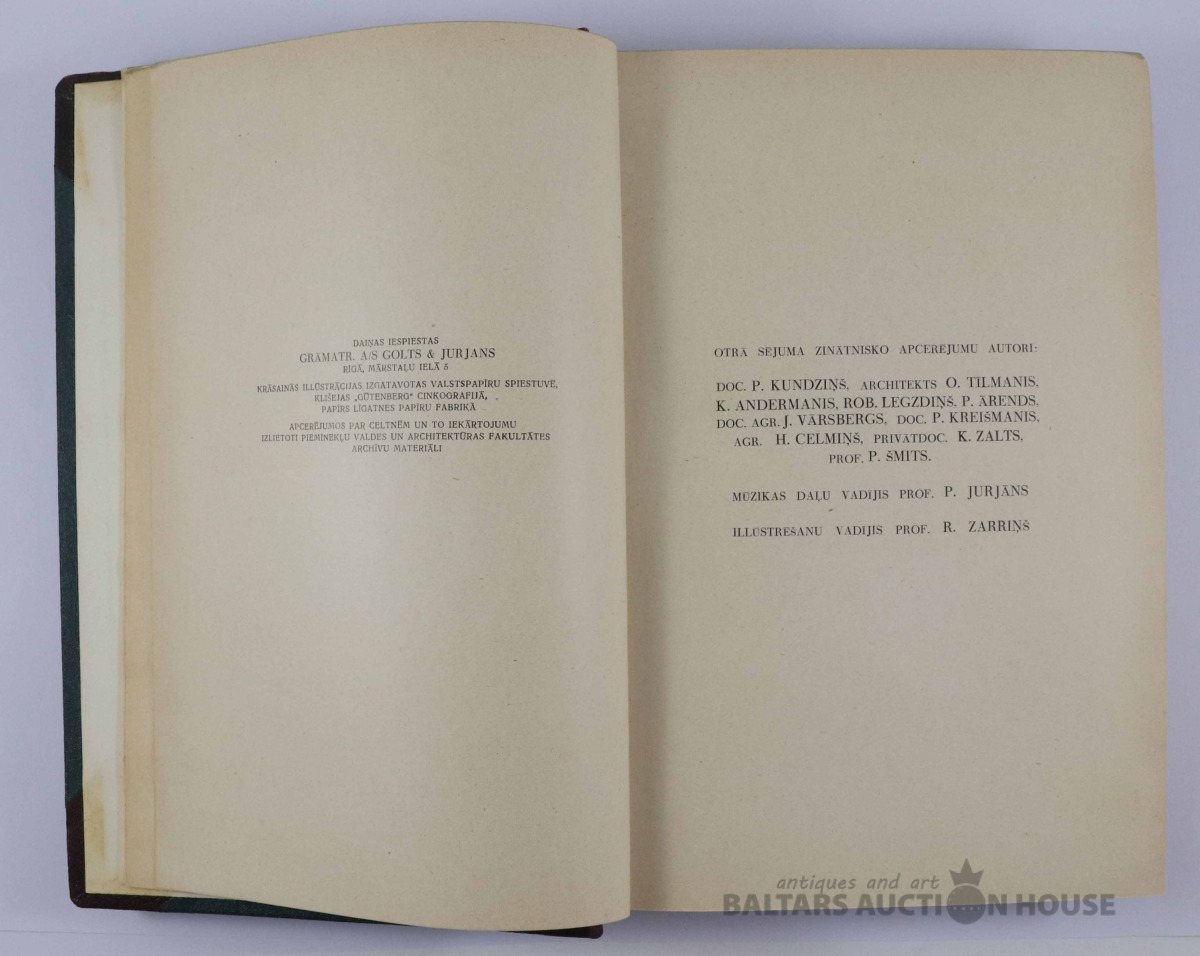 DAIŅAS IESPIESTAS
GRĀMATR. A/S GOLTS & JURJANS
RĪGĀ, MĀRSTAĻU IELĀ 5
KRĀSAINĀS ILLŪSTRĀCIJAS IZGATAVOTAS VALSTSPAPĪRU SPIESTUVĒ,
KLIŠEJAS „GŪTENBERG" CINKOGRAFIJĀ,
PAPĪRS LĪGATNES PAPĪRU FABRIKĀ
APCERĒJUMOS PAR CELTNĒM UN TO IEKĀRTOJUMU
IZLIETOTI PIEMINEKĻU VALDES UN ARCHITEKTŪRAS FAKULTĀTES
ARCHĪVU MATERIĀLI
OTRĀ SĒJUMA ZINĀTNISKO APCERĒJUMU AUTORI:
DOC. P. KUNDZIŅŠ, ARCHITEKTS O. TILMANIS,
K. ANDERMANIS, ROB. LEGZDIŅŠ, P. ĀRENDS,
DOC. AGR. J. VĀRSBERGS, DOC. P. KREIŠMANIS,
AGR. H. CELMIŅŠ, PRIVĀTDOC. K. ZALTS,
PROF. P. ŠMITS.
MŪZIKAS DAĻU VADĪJIS PROF. P. JURJĀNS
ILLŪSTRĒŠANU VADĪJIS PROF. R. ZARRIŅŠ
antiques and art
BALTARS AUCTION HOUSE